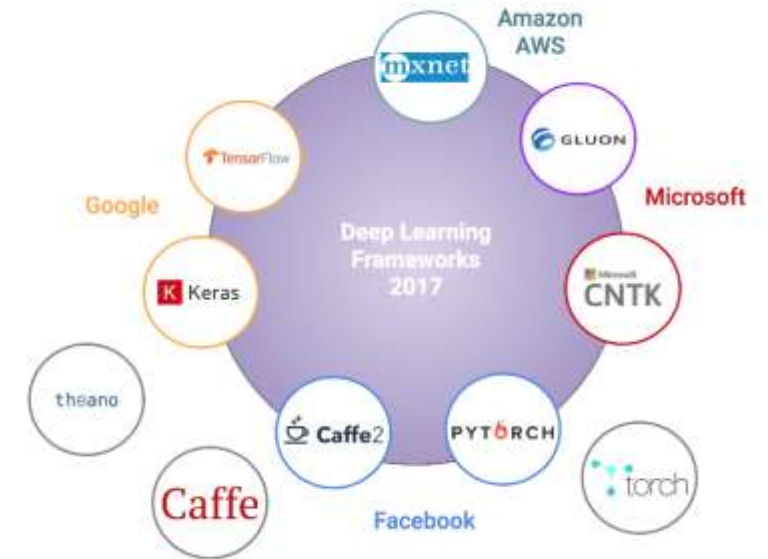 Amazon
AWS
mxnet
GLUON
TensorFlow
Google
Microsoft
Deep Learning
Frameworks
2017
K Keras
Microsoft
CNTK
theano
Caffe2
PYTORCH
Caffe
torch
Facebook